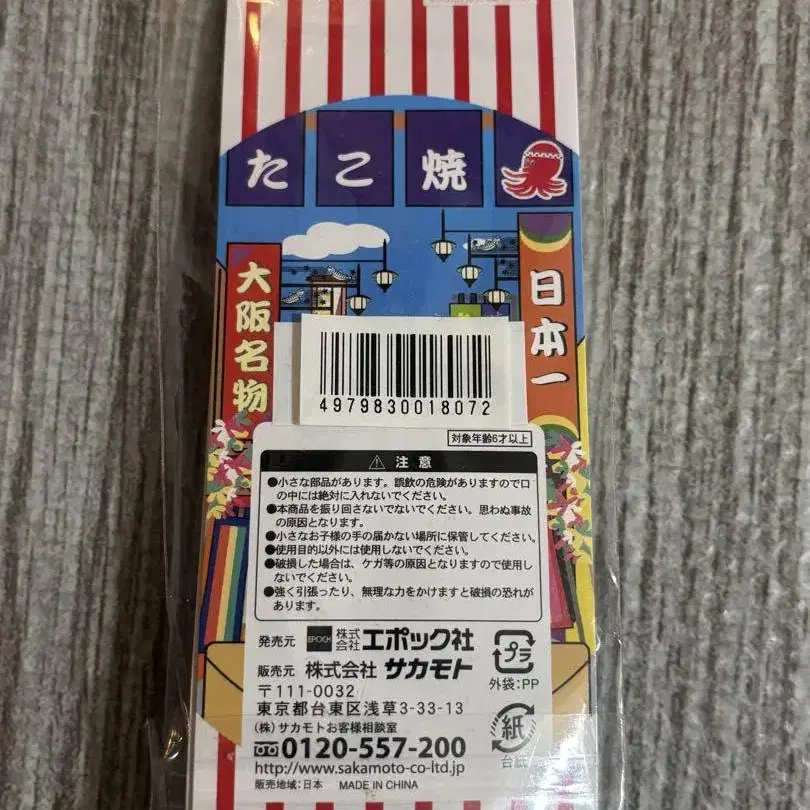 たこ焼
大阪名物
日本一
4979830018072
対象年齢6才以上
⚠ 注意
●小さな部品があります。誤飲の危険がありますので口
の中には絶対に入れないでください。
●本商品を振り回さないでないでください。思わぬ事故
の原因となります。
●小さなお子様の手の届かない場所に保管してください。
●使用目的以外には使用しないでください。
●破損した場合は、ケガ等の原因となりますので使用し
ないでください。
●強く引張ったり、無理な力をかけますと破損の恐れが
あります。
発売元 EPOCH 株式会社 エポック社
販売元 株式会社 サカモト
〒111-0032
東京都台東区浅草3-33-13
(株)サカモトお客様相談室
0120-557-200
http://www.sakamoto-co-ltd.jp
販売地域:日本 MADE IN CHINA
プラ
外袋:PP
紙
台紙